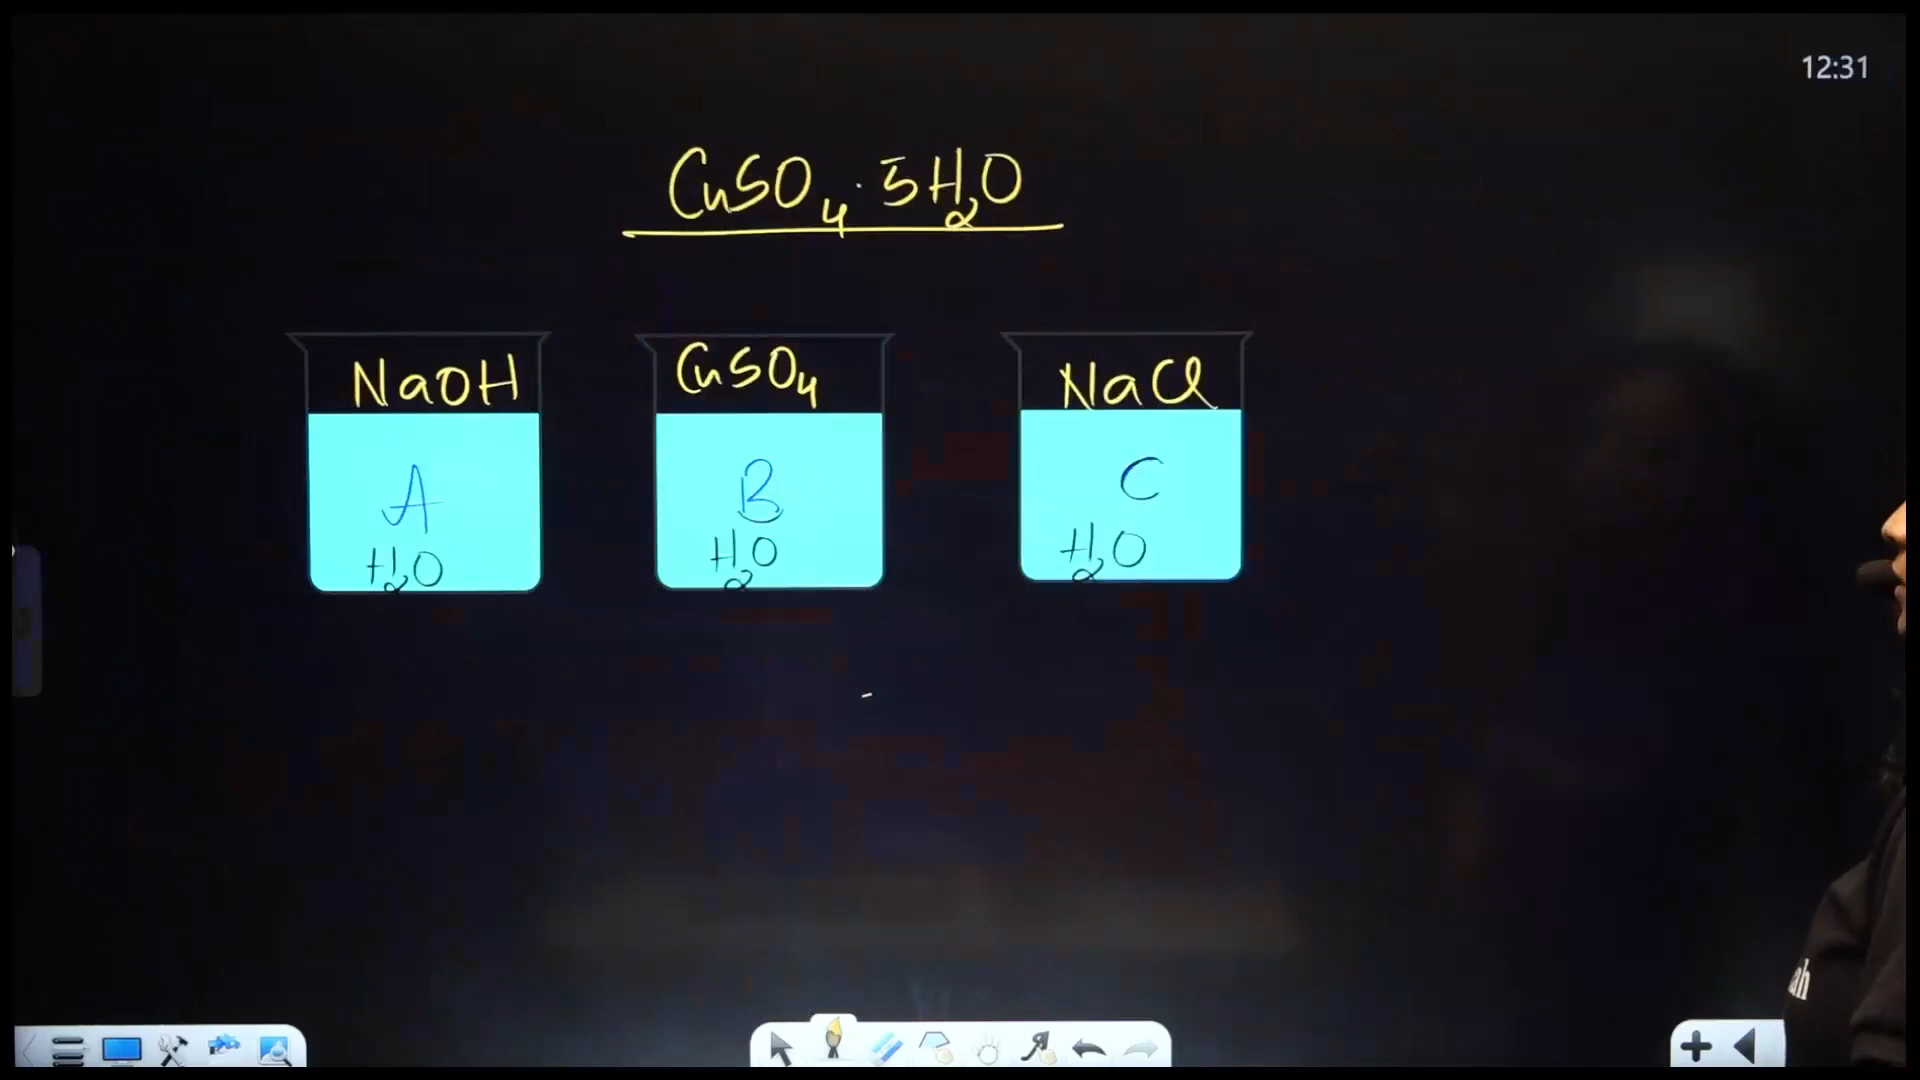 12:31
CuSO4·5H2O
NaOH
CuSO4
NaCl
A
B
C
H2O
H2O
H2O